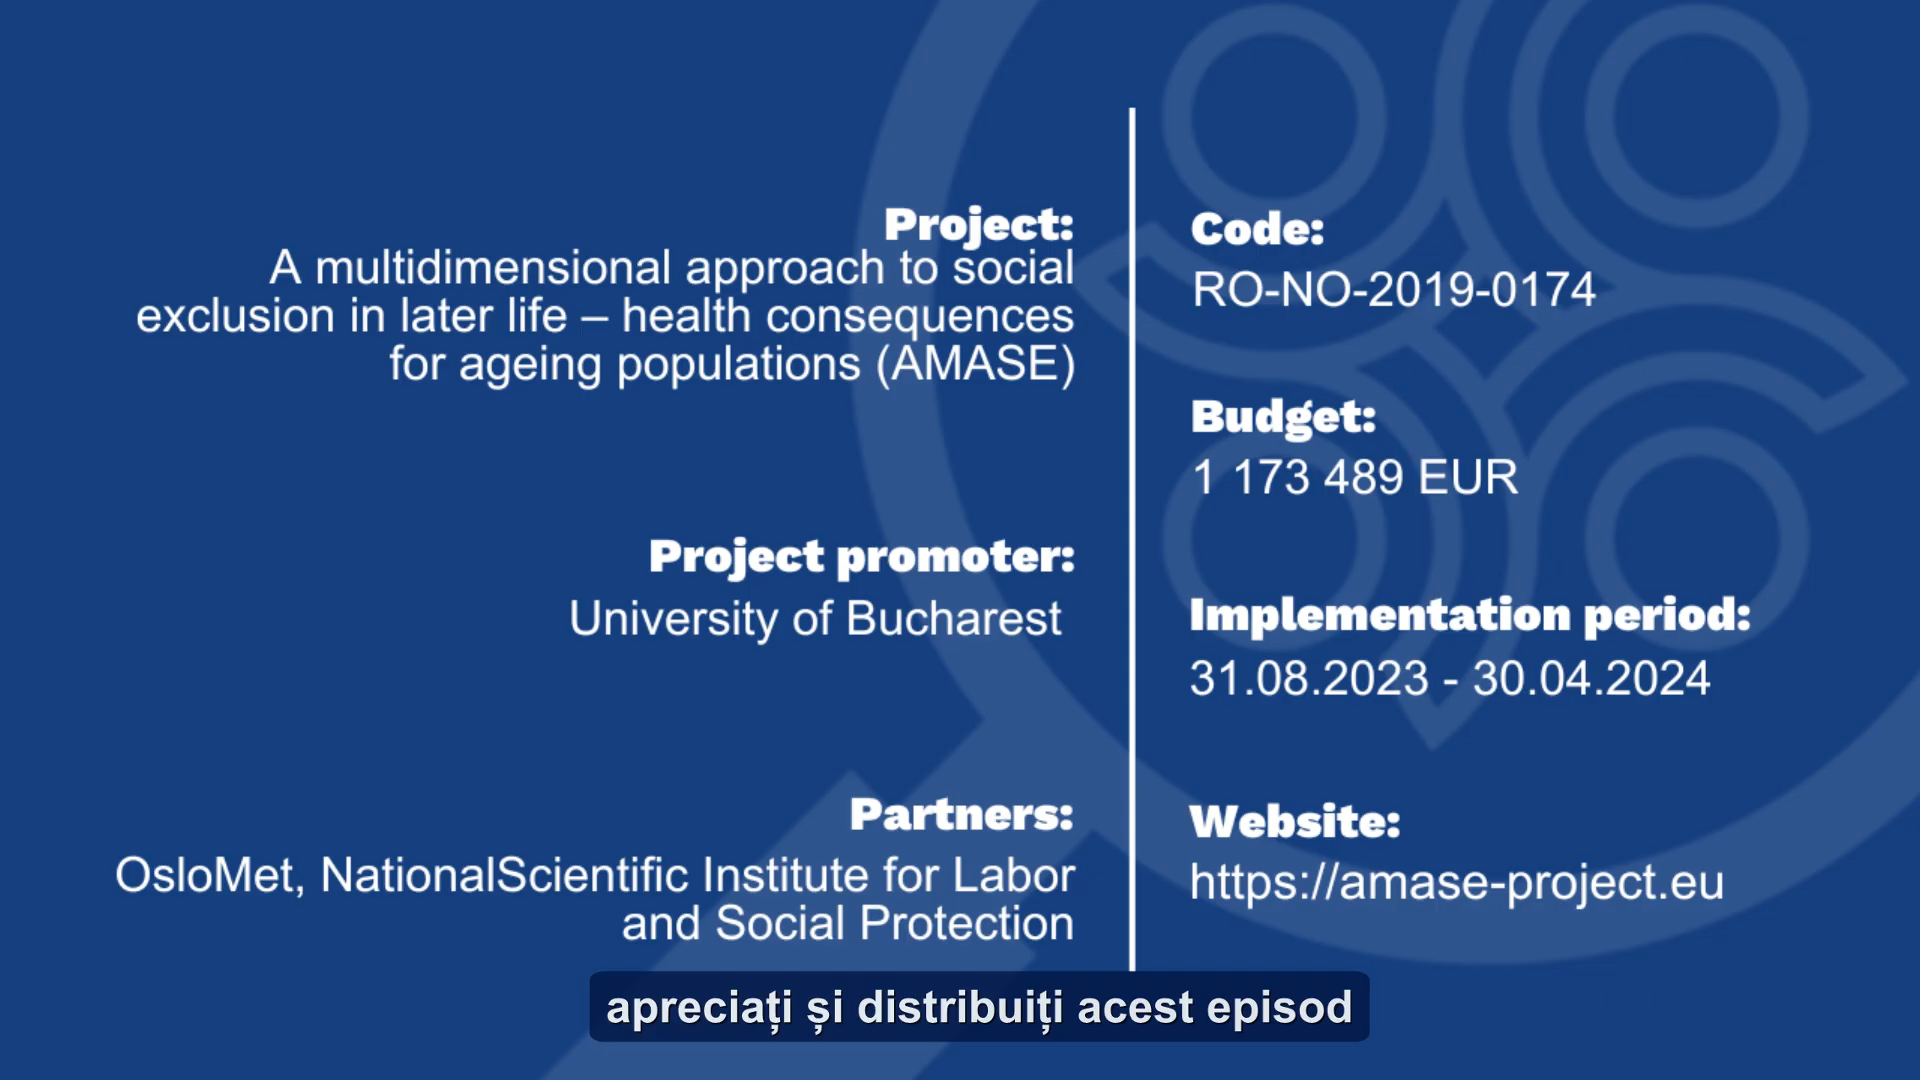 Project:
A multidimensional approach to social
exclusion in later life – health consequences
for ageing populations (AMASE)
Project promoter:
University of Bucharest
Partners:
OsloMet, NationalScientific Institute for Labor
and Social Protection
Code:
RO-NO-2019-0174
Budget:
1 173 489 EUR
Implementation period:
31.08.2023 - 30.04.2024
Website:
https://amase-project.eu
apreciați și distribuiți acest episod